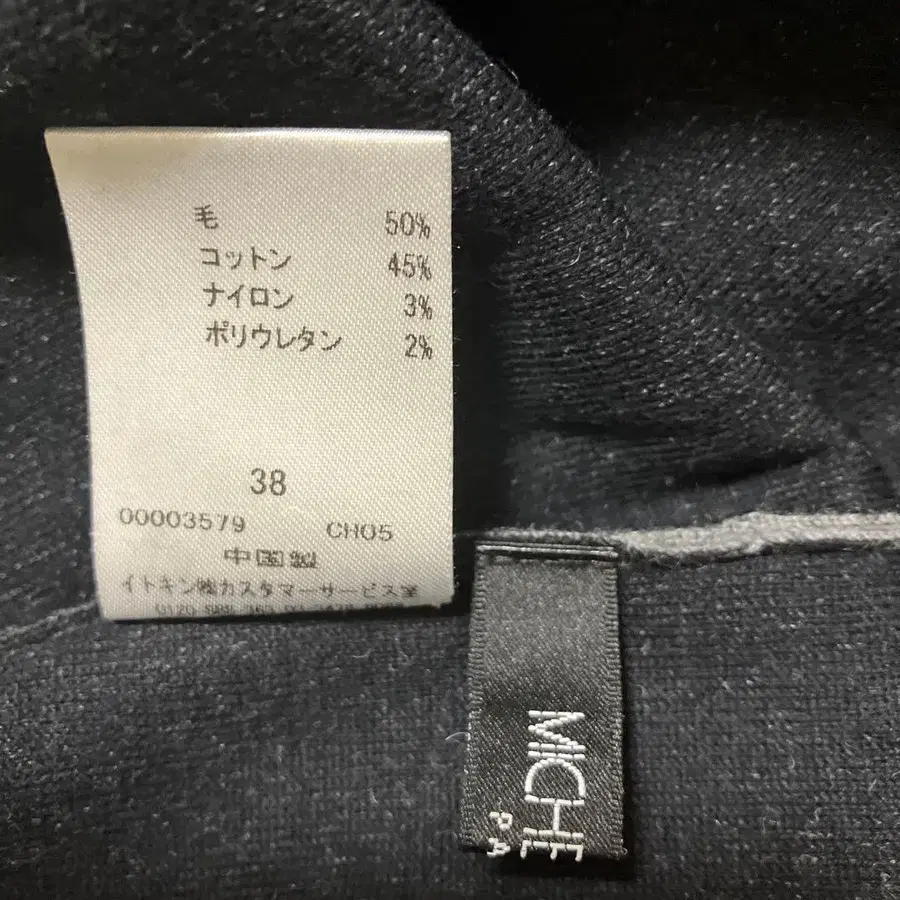 毛 50%
コットン 45%
ナイロン 3%
ポリウレタン 2%
38
00003579 CH05
中国製
イトキン㈱カスタマーサービス室
MICHE
PA